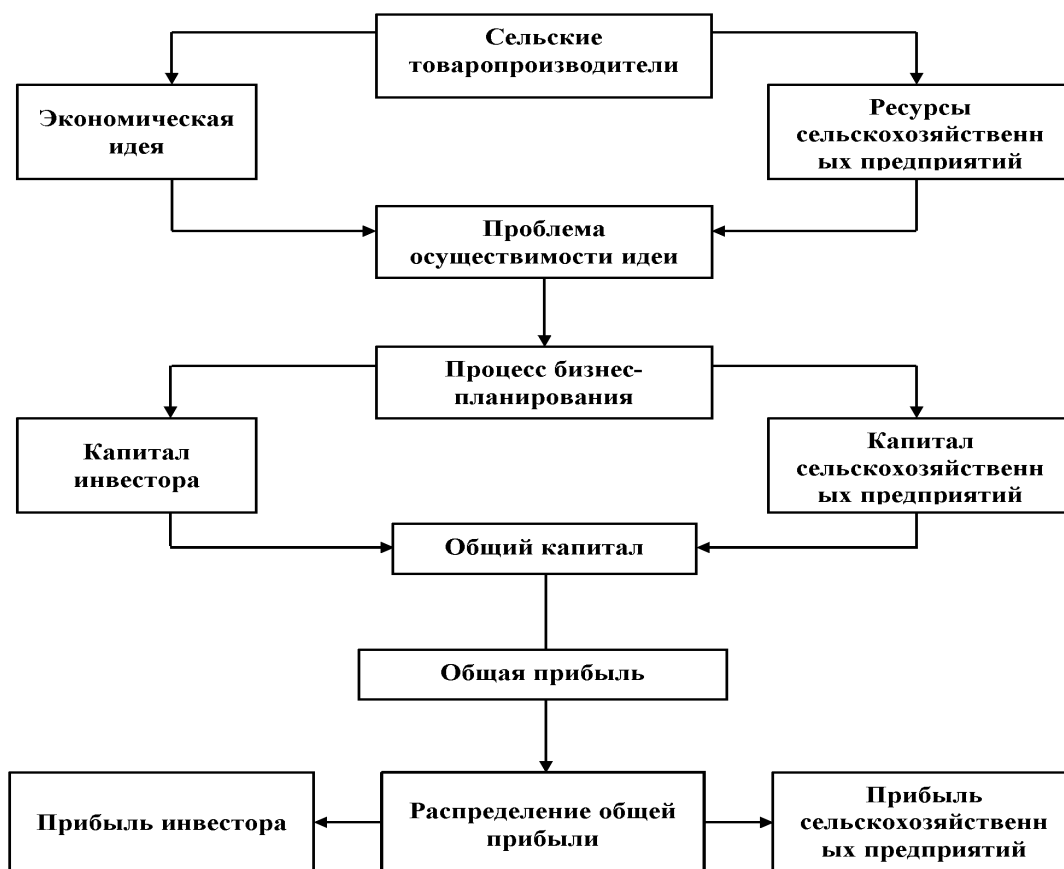 Сельские
товаропроизводители
Экономическая
идея
Ресурсы
сельскохозяйственн
ых предприятий
Проблема
осуществимости идеи
Процесс бизнес-
планирования
Капитал
инвестора
Капитал
сельскохозяйственн
ых предприятий
Общий капитал
Общая прибыль
Прибыль инвестора
Распределение общей
прибыли
Прибыль
сельскохозяйственн
ых предприятий